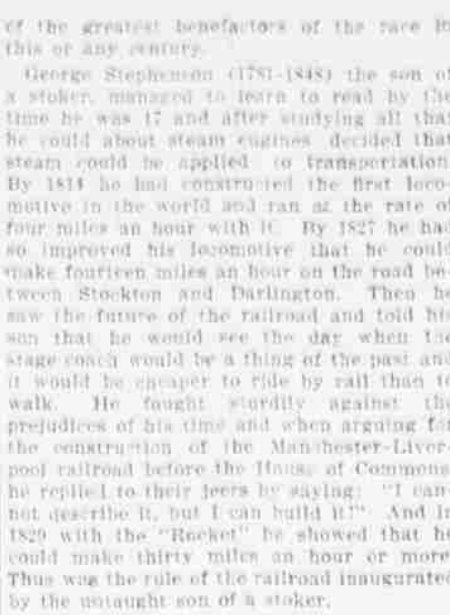 of the greatest benefactors of the race in
this or any century.
George Stephenson (1781-1848) the son of
a stoker, managed to learn to read by the
time he was 17 and after studying all that
he could about steam engines decided that
steam could be applied to transportation.
By 1814 he had constructed the first loco-
motive in the world and ran at the rate of
four miles an hour with it. By 1827 he had
so improved his locomotive that he could
make fourteen miles an hour on the road be-
tween Stockton and Darlington. Then he
saw the future of the railroad and told his
son that he would see the day when the
stage coach would be a thing of the past and
it would be cheaper to ride by rail than to
walk. He fought sturdily against the
prejudices of his time and when arguing for
the construction of the Manchester-Liver-
pool railroad before the House of Commons
he replied to their jeers by saying: "I can-
not describe it, but I can build it!" And in
1829 with the "Rocket" he showed that he
could make thirty miles an hour or more.
Thus was the rule of the railroad inaugurated
by the untaught son of a stoker.